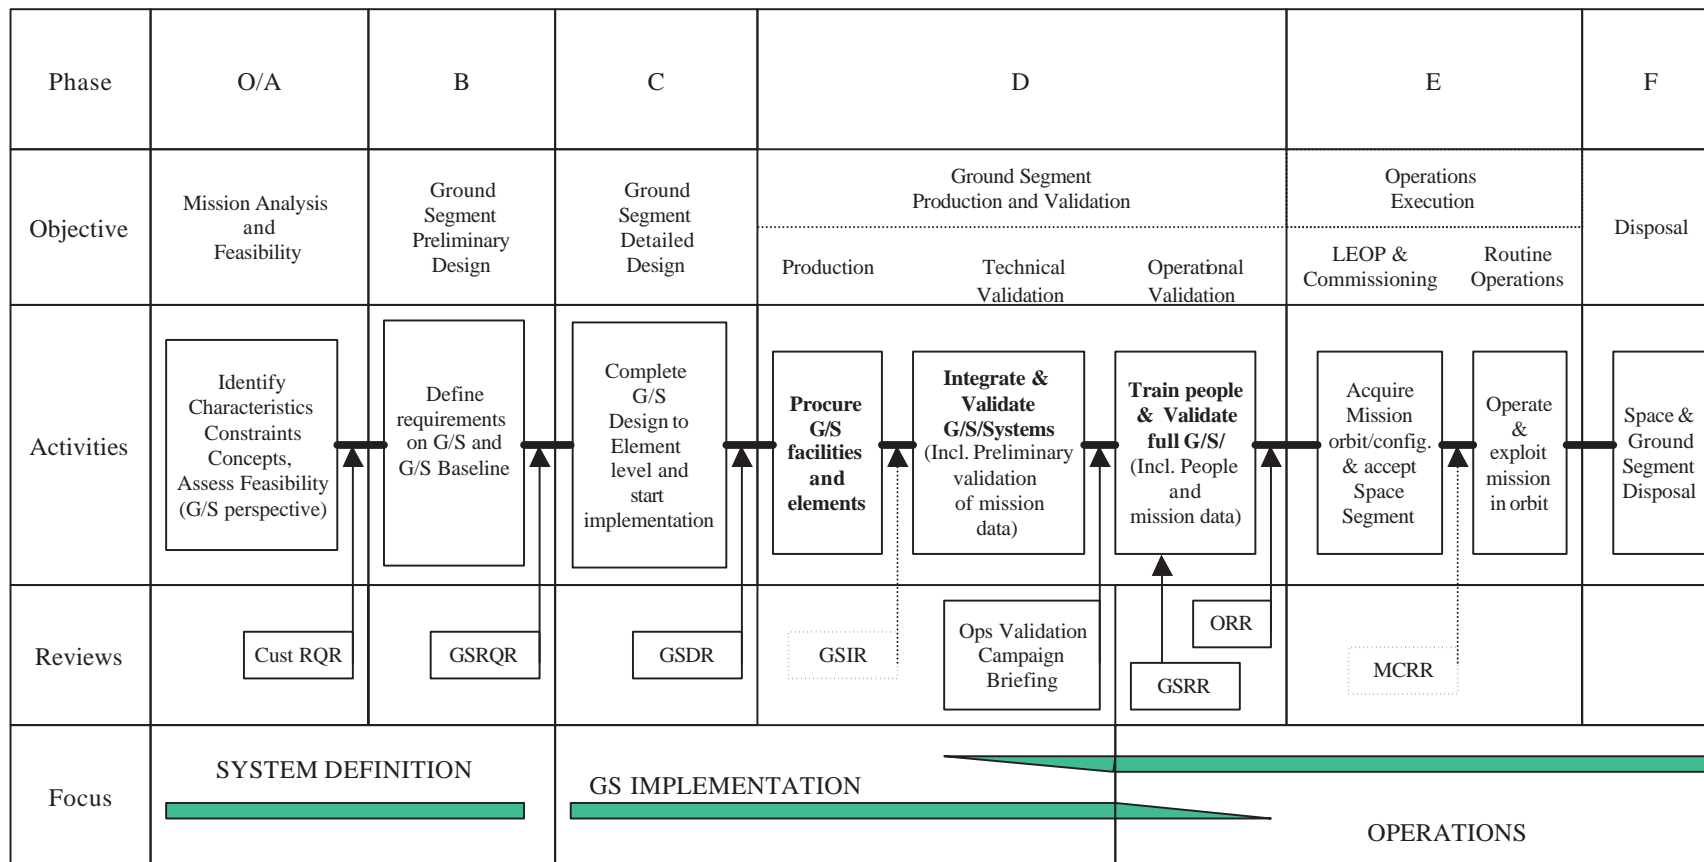 Phase
O/A
B
C
D
E
F
Objective
Mission Analysis
and
Feasibility
Ground
Segment
Preliminary
Design
Ground
Segment
Detailed
Design
Ground Segment
Production and Validation
Production
Technical
Validation
Operational
Validation
Operations
Execution
LEOP &
Commissioning
Routine
Operations
Disposal
Activities
Identify
Characteristics
Constraints
Concepts,
Assess Feasibility
(G/S perspective)
Define
requirements
on G/S and
G/S Baseline
Complete
G/S
Design to
Element
level and
start
implementation
Procure
G/S
facilities
and
elements
Integrate &
Validate
G/S/Systems
(Incl. Preliminary
validation
of mission
data)
Train people
& Validate
full G/S/
(Incl. People
and
mission data)
Acquire
Mission
orbit/config.
& accept
Space
Segment
Operate
&
exploit
mission
in orbit
Space &
Ground
Segment
Disposal
Reviews
Cust RQR
GSRQR
GSDR
GSIR
Ops Validation
Campaign
Briefing
GSRR
ORR
MCRR
Focus
SYSTEM DEFINITION
GS IMPLEMENTATION
OPERATIONS